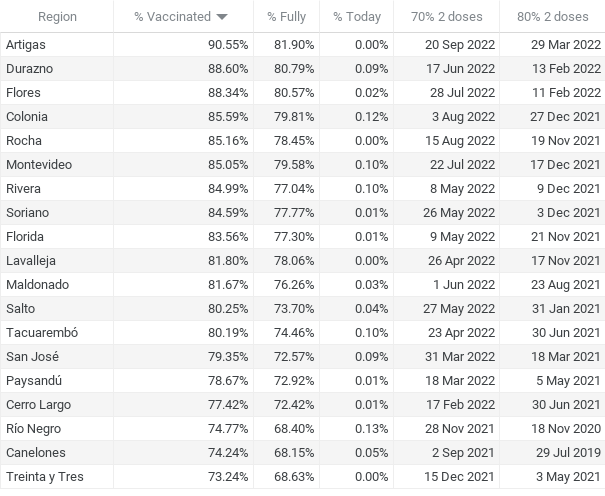 Region % Vaccinated % Fully % Today 70% 2 doses 80% 2 doses
Artigas 90.55% 81.90% 0.00% 20 Sep 2022 29 Mar 2022
Durazno 88.60% 80.79% 0.09% 17 Jun 2022 13 Feb 2022
Flores 88.34% 80.57% 0.02% 28 Jul 2022 11 Feb 2022
Colonia 85.59% 79.81% 0.12% 3 Aug 2022 27 Dec 2021
Rocha 85.16% 78.45% 0.00% 15 Aug 2022 19 Nov 2021
Montevideo 85.05% 79.58% 0.10% 22 Jul 2022 17 Dec 2021
Rivera 84.99% 77.04% 0.10% 8 May 2022 9 Dec 2021
Soriano 84.59% 77.77% 0.01% 26 May 2022 3 Dec 2021
Florida 83.56% 77.30% 0.01% 9 May 2022 21 Nov 2021
Lavalleja 81.80% 78.06% 0.00% 26 Apr 2022 17 Nov 2021
Maldonado 81.67% 76.26% 0.03% 1 Jun 2022 23 Aug 2021
Salto 80.25% 73.70% 0.04% 27 May 2022 31 Jan 2021
Tacuarembó 80.19% 74.46% 0.10% 23 Apr 2022 30 Jun 2021
San José 79.35% 72.57% 0.09% 31 Mar 2022 18 Mar 2021
Paysandú 78.67% 72.92% 0.01% 18 Mar 2022 5 May 2021
Cerro Largo 77.42% 72.42% 0.01% 17 Feb 2022 30 Jun 2021
Río Negro 74.77% 68.40% 0.13% 28 Nov 2021 18 Nov 2020
Canelones 74.24% 68.15% 0.05% 2 Sep 2021 29 Jul 2019
Treinta y Tres 73.24% 68.63% 0.00% 15 Dec 2021 3 May 2021